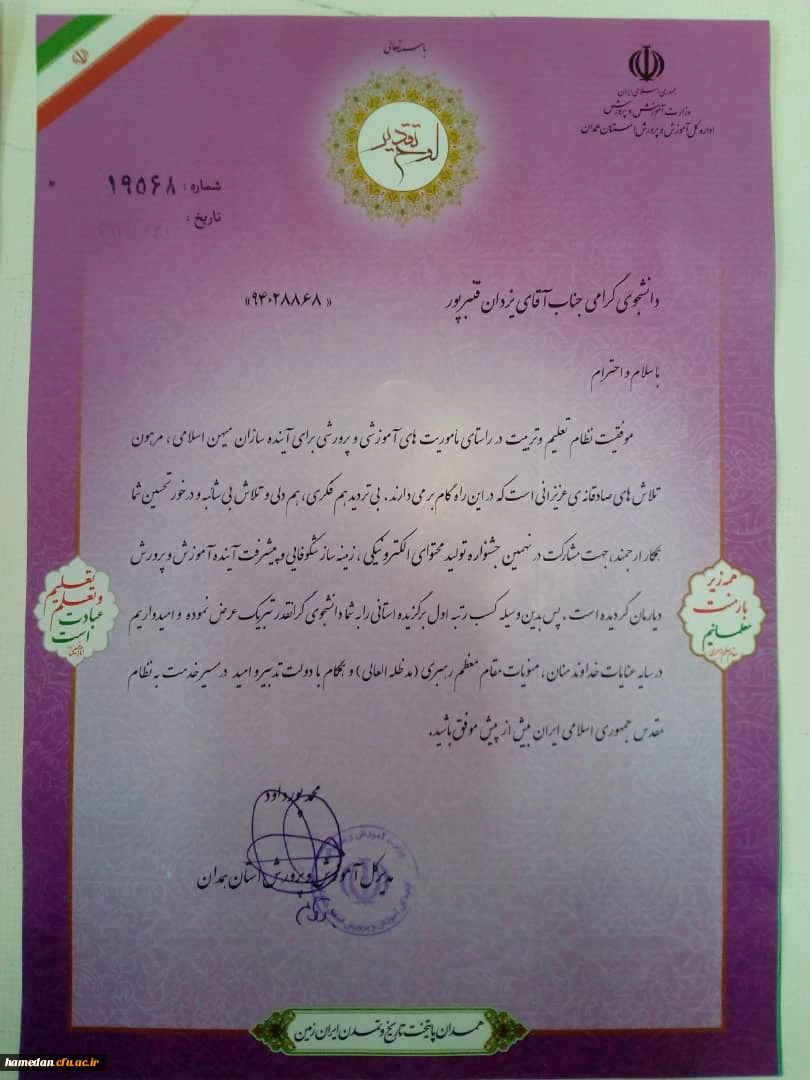 باسمه تعالی
جمهوری اسلامی ایران
وزارت آموزش و پرورش
اداره کل آموزش و پرورش استان همدان
لوح تقدیر
شماره : ۱۹۵۶۸
تاریخ :
دانشجوی گرامی جناب آقای یزدان قنبرپور « ۹۴۰۲۸۸۶۸ »
با سلام و احترام
موفقیت نظام تعلیم و تربیت در راستای مأموریت های آموزشی و پرورشی برای آینده سازان میهن اسلامی ، مرهون
تلاش های صادقانه ی عزیزانی است که در این راه گام بر می دارند . بی تردید هم فکری، هم دلی و تلاش بی شائبه و درخور تحسین شما
همکار ارجمند، جهت مشارکت در نهمین جشنواره تولید محتوای الکترونیکی ، زمینه ساز شکوفایی و پیشرفت آینده آموزش و پرورش
دیارمان گردیده است . پس بدین وسیله کسب رتبه اول برگزیده استانی را به شما دانشجوی گرانقدر تبریک عرض نموده و امیدواریم
در سایه عنایات خداوند منان ، منویات مقام معظم رهبری ( مدظله العالی ) و همگام با دولت تدبیر و امید در مسیر خدمت به نظام
مقدس جمهوری اسلامی ایران بیش از پیش موفق باشید.
همه زیر
بار منت
معلمانیم
تعلیم
و تعلم
عبادت
است
محمد پورداود
مدیرکل آموزش و پرورش استان همدان
همدان پایتخت تاریخ و تمدن ایران زمین
hamedan.cfu.ac.ir